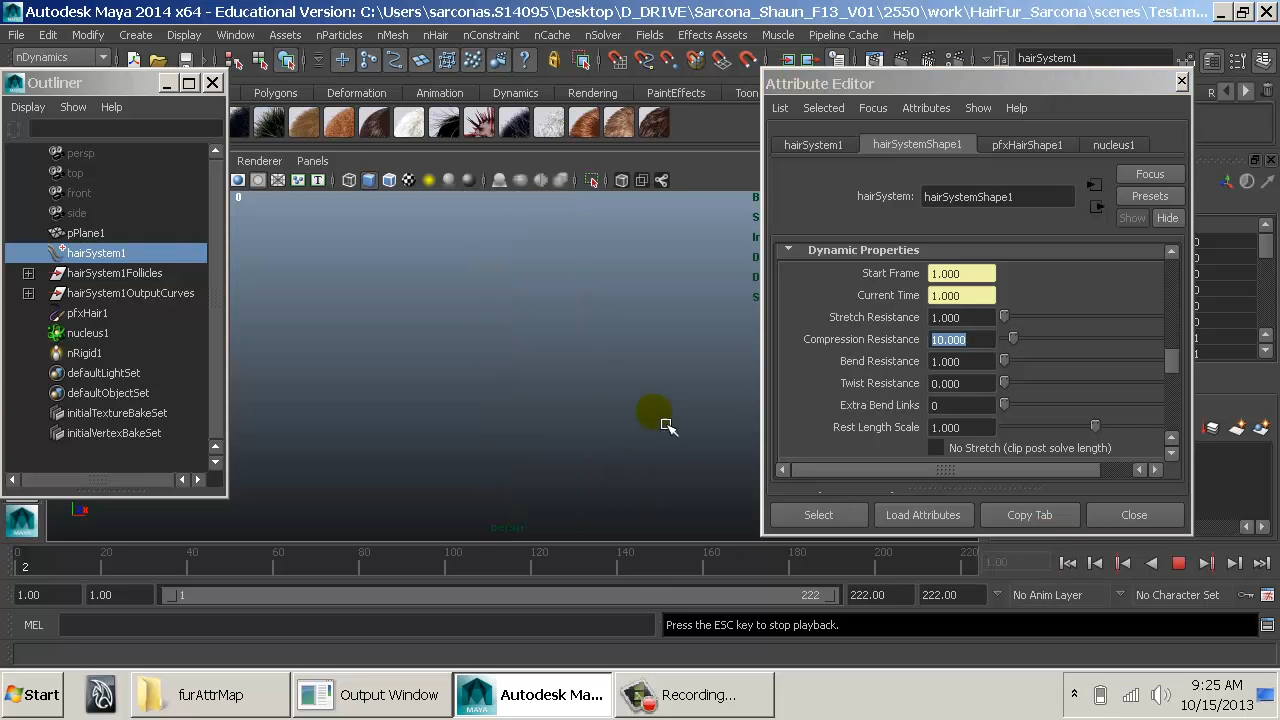 Autodesk Maya 2014 x64 - Educational Version: C:\Users\sarconas.S14095\Desktop\D_DRIVE\Sarcona_Shaun_F13_V01\2550\work\HairFur_Sarcona\scenes\Test.m...
File Edit Modify Create Display Window Assets nParticles nMesh nHair nConstraint nCache nSolver Fields Effects Assets Muscle Pipeline Cache Help
nDynamics hairSystem1
Outliner
Display Show Help
Polygons Deformation Animation Dynamics Rendering PaintEffects Toon
Renderer Panels
0
persp
top
front
side
pPlane1
hairSystem1
hairSystem1Follicles
hairSystem1OutputCurves
pfxHair1
nucleus1
nRigid1
defaultLightSet
defaultObjectSet
initialTextureBakeSet
initialVertexBakeSet
Attribute Editor
List Selected Focus Attributes Show Help
hairSystem1 hairSystemShape1 pfxHairShape1 nucleus1
hairSystem: hairSystemShape1
Focus
Presets
Show Hide
Dynamic Properties
Start Frame 1.000
Current Time 1.000
Stretch Resistance 1.000
Compression Resistance 10.000
Bend Resistance 1.000
Twist Resistance 0.000
Extra Bend Links 0
Rest Length Scale 1.000
No Stretch (clip post solve length)
Select Load Attributes Copy Tab Close
0 20 40 60 80 100 120 140 160 180 200 220
2
1.00
1.00 1.00 1 222 222.00 222.00 No Anim Layer No Character Set
MEL Press the ESC key to stop playback.
Start furAttrMap Output Window Autodesk Ma... Recording... 9:25 AM
10/15/2013